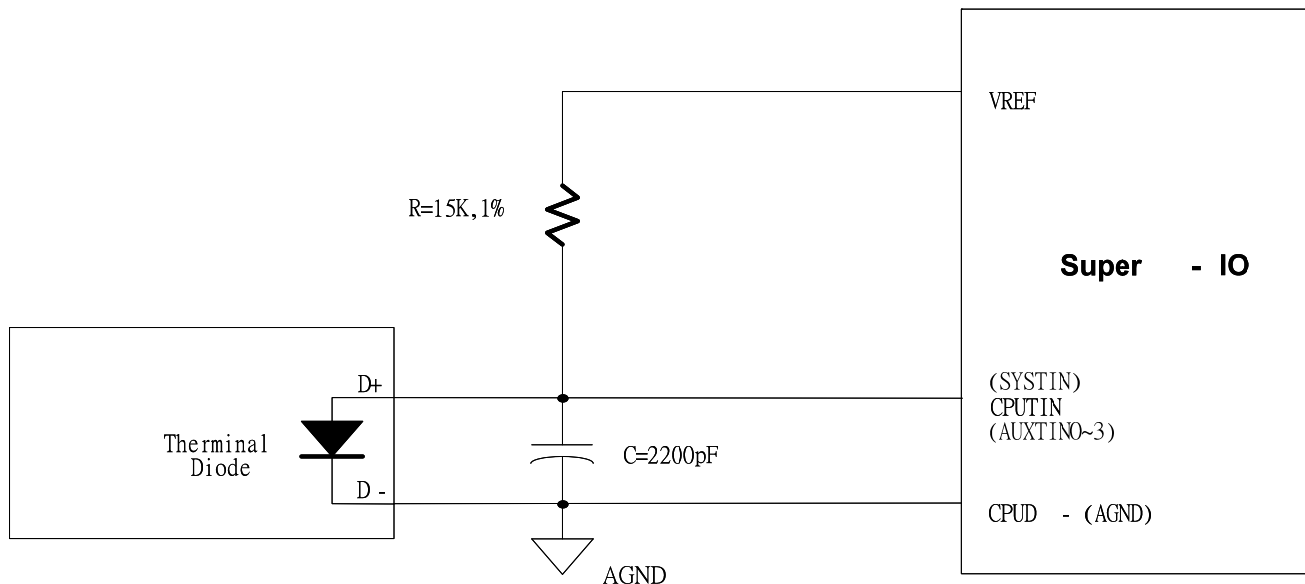 VREF
R=15K,1%
Super - IO
D+
(SYSTIN)
CPUTIN
(AUXTIN0~3)
Therminal
Diode
C=2200pF
D -
CPUD - (AGND)
AGND